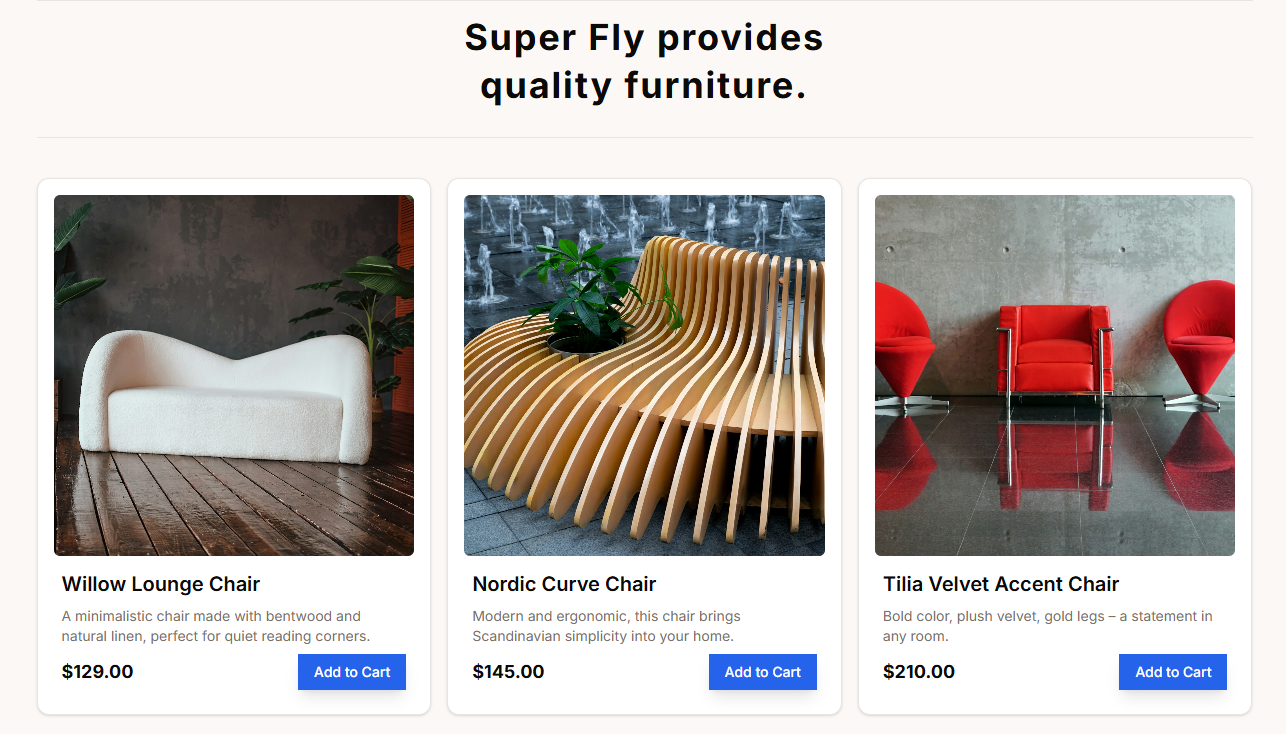 Super Fly provides
quality furniture.
Willow Lounge Chair
A minimalistic chair made with bentwood and
natural linen, perfect for quiet reading corners.
$129.00
Add to Cart
Nordic Curve Chair
Modern and ergonomic, this chair brings
Scandinavian simplicity into your home.
$145.00
Add to Cart
Tilia Velvet Accent Chair
Bold color, plush velvet, gold legs – a statement in
any room.
$210.00
Add to Cart